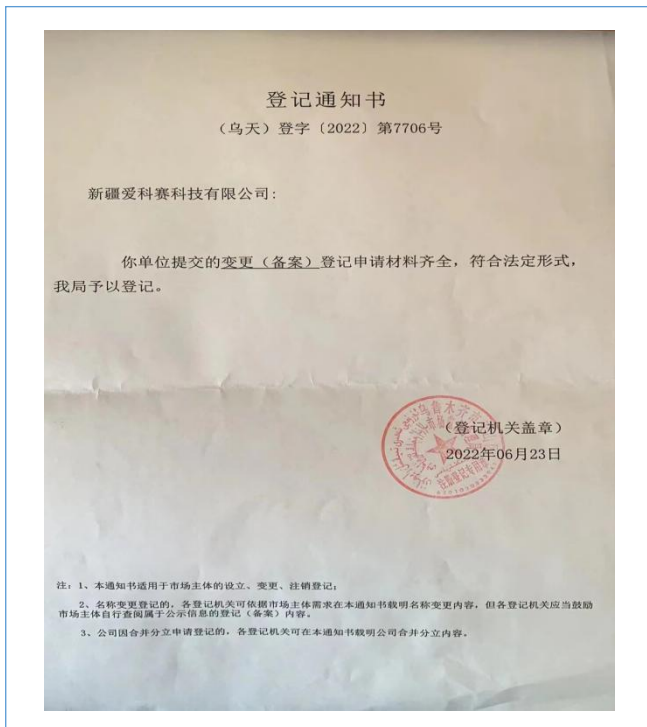 登记通知书
（乌天）登字〔2022〕第7706号
新疆爱科赛科技有限公司：
你单位提交的变更（备案）登记申请材料齐全，符合法定形式，
我局予以登记。
（登记机关盖章）
2022年06月23日
注：1、本通知书适用于市场主体的设立、变更、注销登记；
2、名称变更登记的，各登记机关可依据市场主体需求在本通知书载明名称变更内容，但各登记机关应当鼓励
市场主体自行查阅属于公示信息的登记（备案）内容。
3、公司因合并分立申请登记的，各登记机关可在本通知书载明公司合并分立内容。